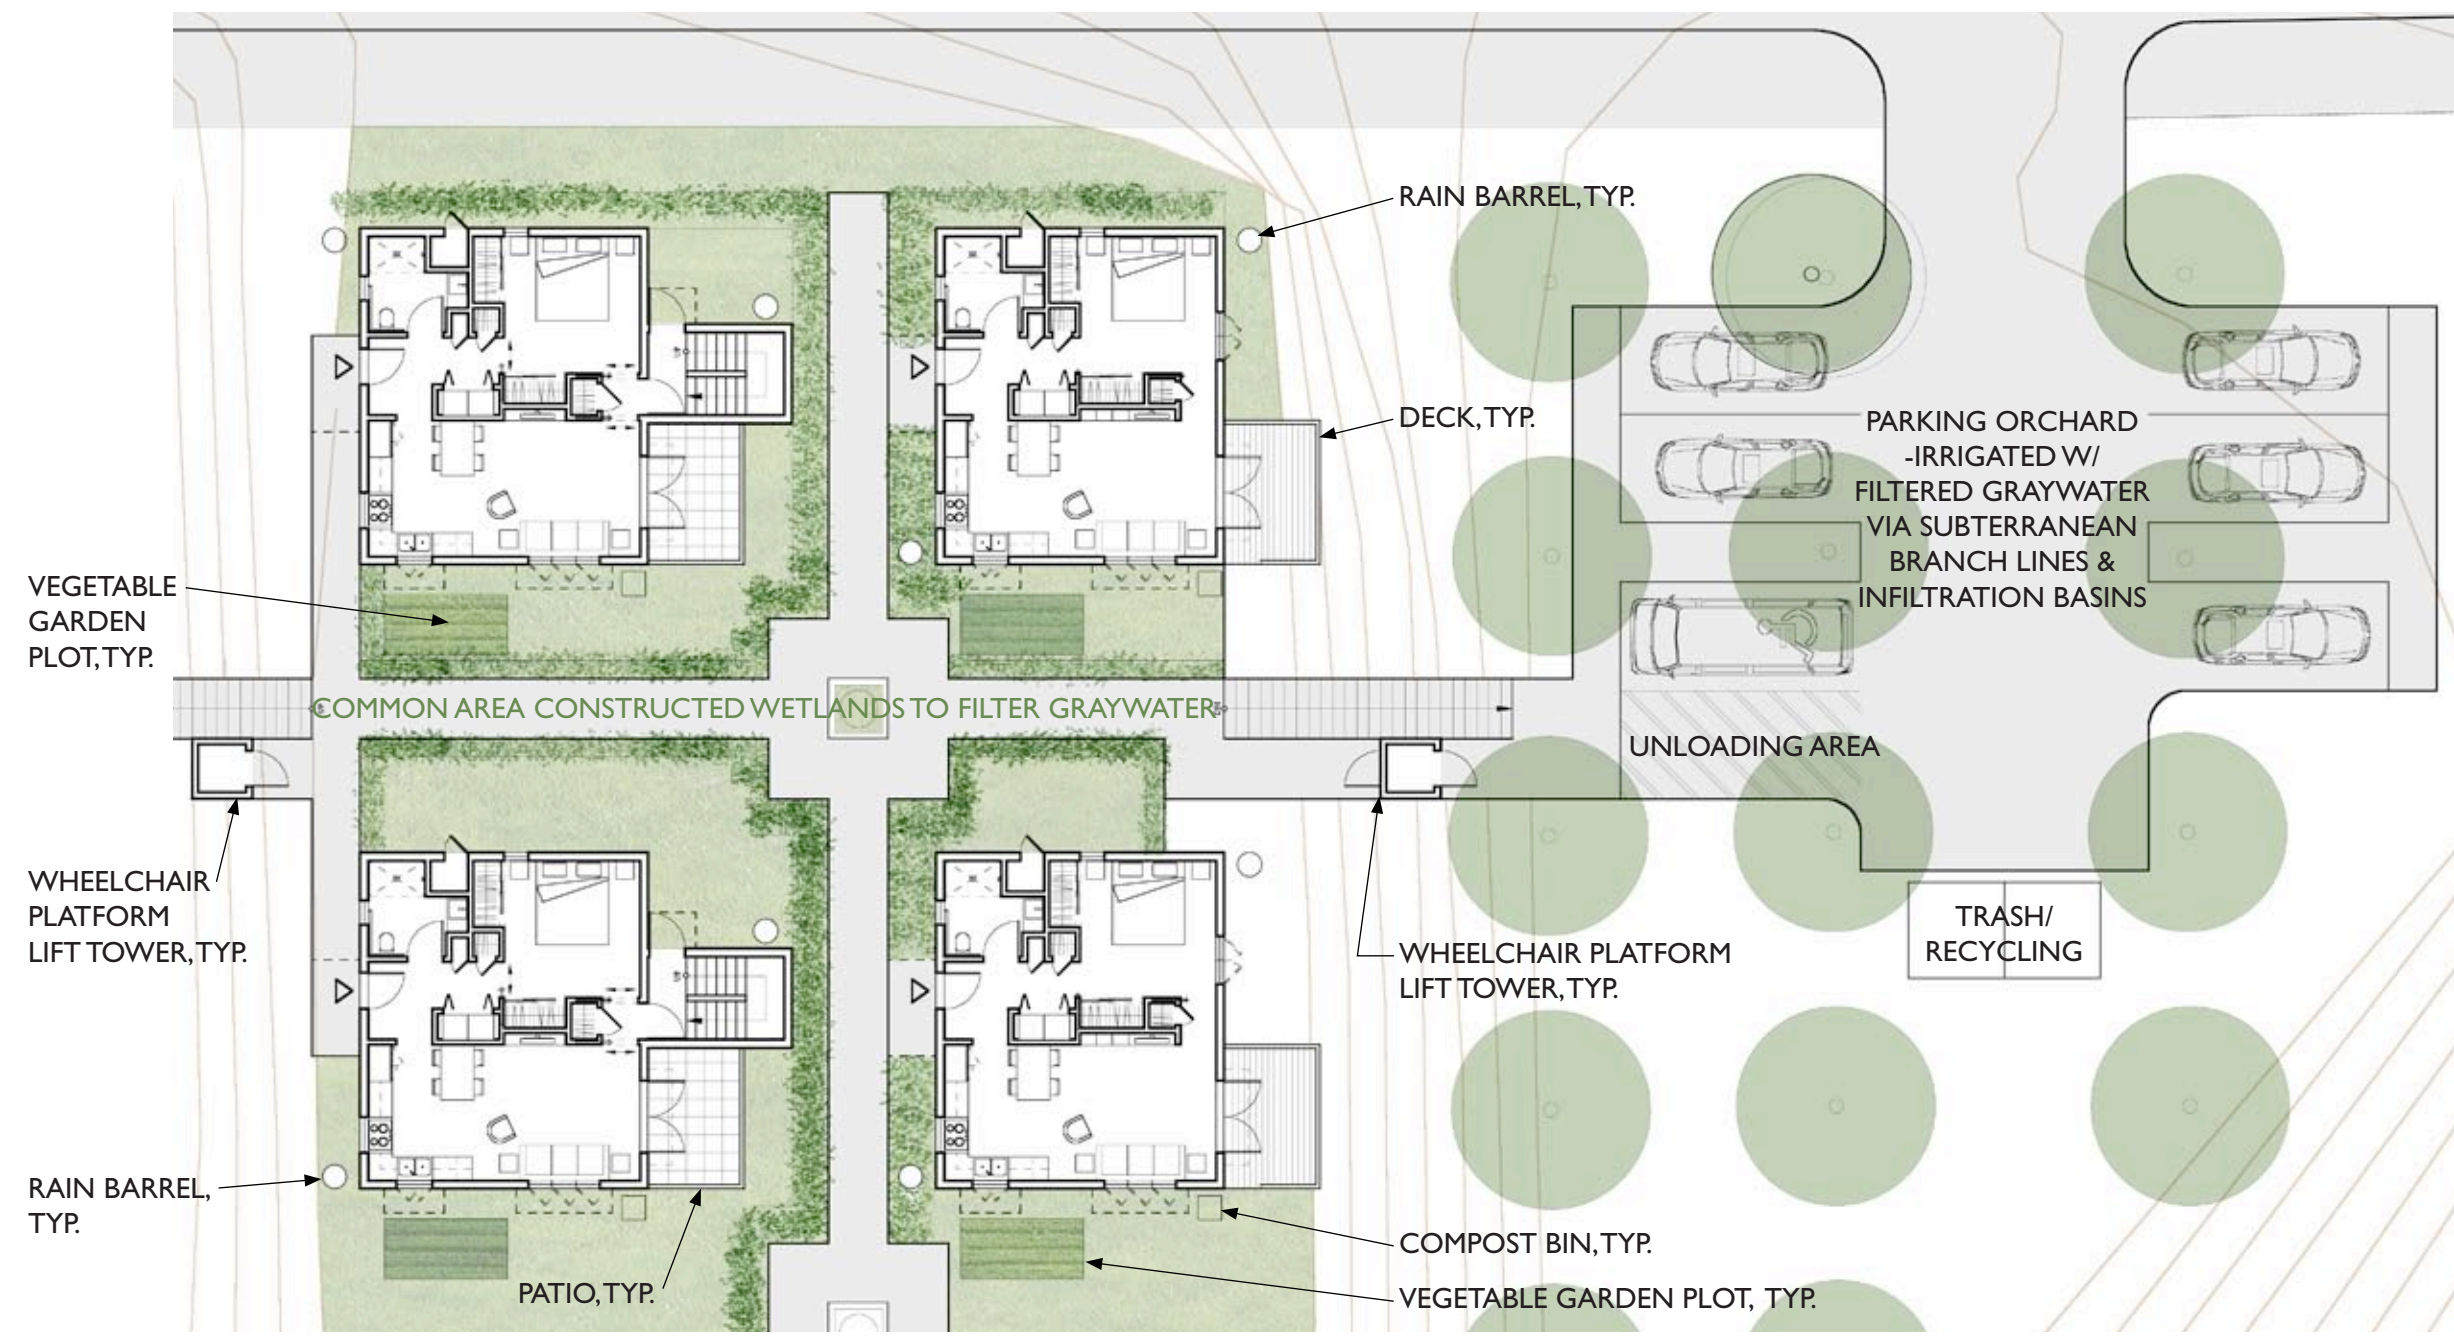 RAIN BARREL, TYP.
DECK, TYP.
PARKING ORCHARD
-IRRIGATED W/
FILTERED GRAYWATER
VIA SUBTERRANEAN
BRANCH LINES &
INFILTRATION BASINS
VEGETABLE
GARDEN
PLOT, TYP.
COMMON AREA CONSTRUCTED WETLANDS TO FILTER GRAYWATER
UNLOADING AREA
WHEELCHAIR
PLATFORM
LIFT TOWER, TYP.
WHEELCHAIR PLATFORM
LIFT TOWER, TYP.
TRASH/
RECYCLING
RAIN BARREL,
TYP.
PATIO, TYP.
COMPOST BIN, TYP.
VEGETABLE GARDEN PLOT, TYP.